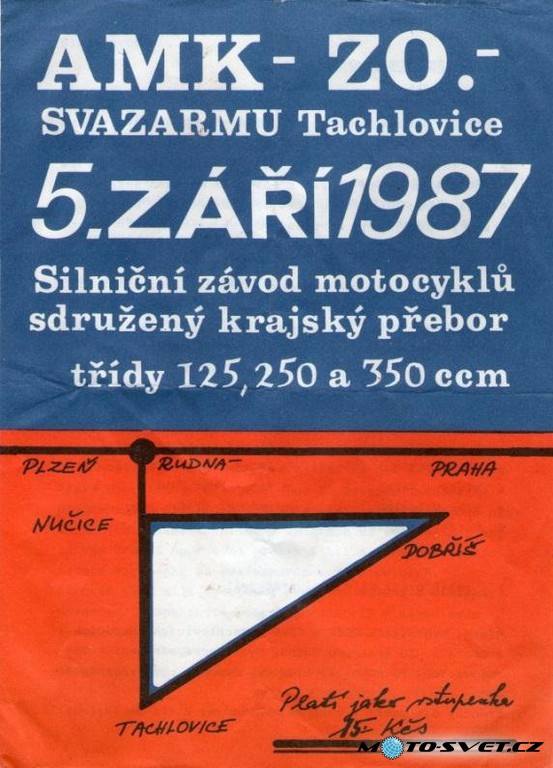 AMK- ZO.-
SVAZARMU Tachlovice
5. ZÁŘÍ 1987
Silniční závod motocyklů
sdružený krajský přebor
třídy 125, 250 a 350 ccm
PLZEŇ RUDNÁ PRAHA
NUČICE
DOBŘÍŠ
TACHLOVICE
Platí jako vstupenka
15.- Kčs
MOTO-SVET.CZ